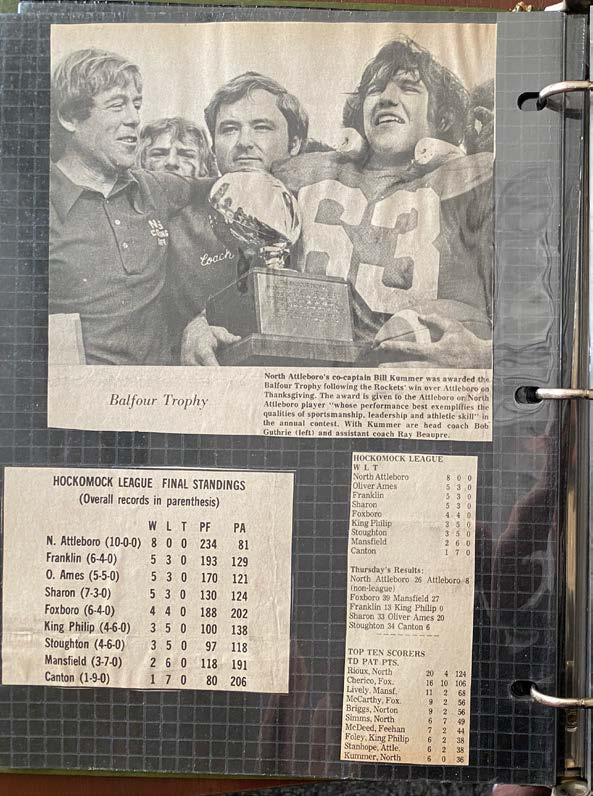 63
Coach
Balfour Trophy
North Attleboro's co-captain Bill Kummer was awarded the
Balfour Trophy following the Rockets' win over Attleboro on
Thanksgiving. The award is given to the Attleboro or North
Attleboro player "whose performance best exemplifies the
qualities of sportsmanship, leadership and athletic skill" in
the annual contest. With Kummer are head coach Bob
Guthrie (left) and assistant coach Ray Beaupre.
HOCKOMOCK LEAGUE FINAL STANDINGS
(Overall records in parenthesis)
W L T PF PA
N. Attleboro (10-0-0) 8 0 0 234 81
Franklin (6-4-0) 5 3 0 193 129
O. Ames (5-5-0) 5 3 0 170 121
Sharon (7-3-0) 5 3 0 130 124
Foxboro (6-4-0) 4 4 0 188 202
King Philip (4-6-0) 3 5 0 100 138
Stoughton (4-6-0) 3 5 0 97 118
Mansfield (3-7-0) 2 6 0 118 191
Canton (1-9-0) 1 7 0 80 206
HOCKOMOCK LEAGUE
W L T
North Attleboro 8 0 0
Oliver Ames 5 3 0
Franklin 5 3 0
Sharon 5 3 0
Foxboro 4 4 0
King Philip 3 5 0
Stoughton 3 5 0
Mansfield 2 6 0
Canton 1 7 0
Thursday's Results:
North Attleboro 26 Attleboro 8
(non-league)
Foxboro 39 Mansfield 27
Franklin 13 King Philip 0
Sharon 33 Oliver Ames 20
Stoughton 34 Canton 6
TOP TEN SCORERS
TD PAT PTS.
Rioux, North 20 4 124
Cherico, Fox. 16 10 106
Lively, Mansf. 11 2 68
McCarthy, Fox. 9 2 56
Briggs, Norton 9 2 56
Simms, North 6 7 49
McDeed, Feehan 7 2 44
Foley, King Philip 6 2 38
Stanhope, Attle. 6 2 38
Kummer, North 6 0 36